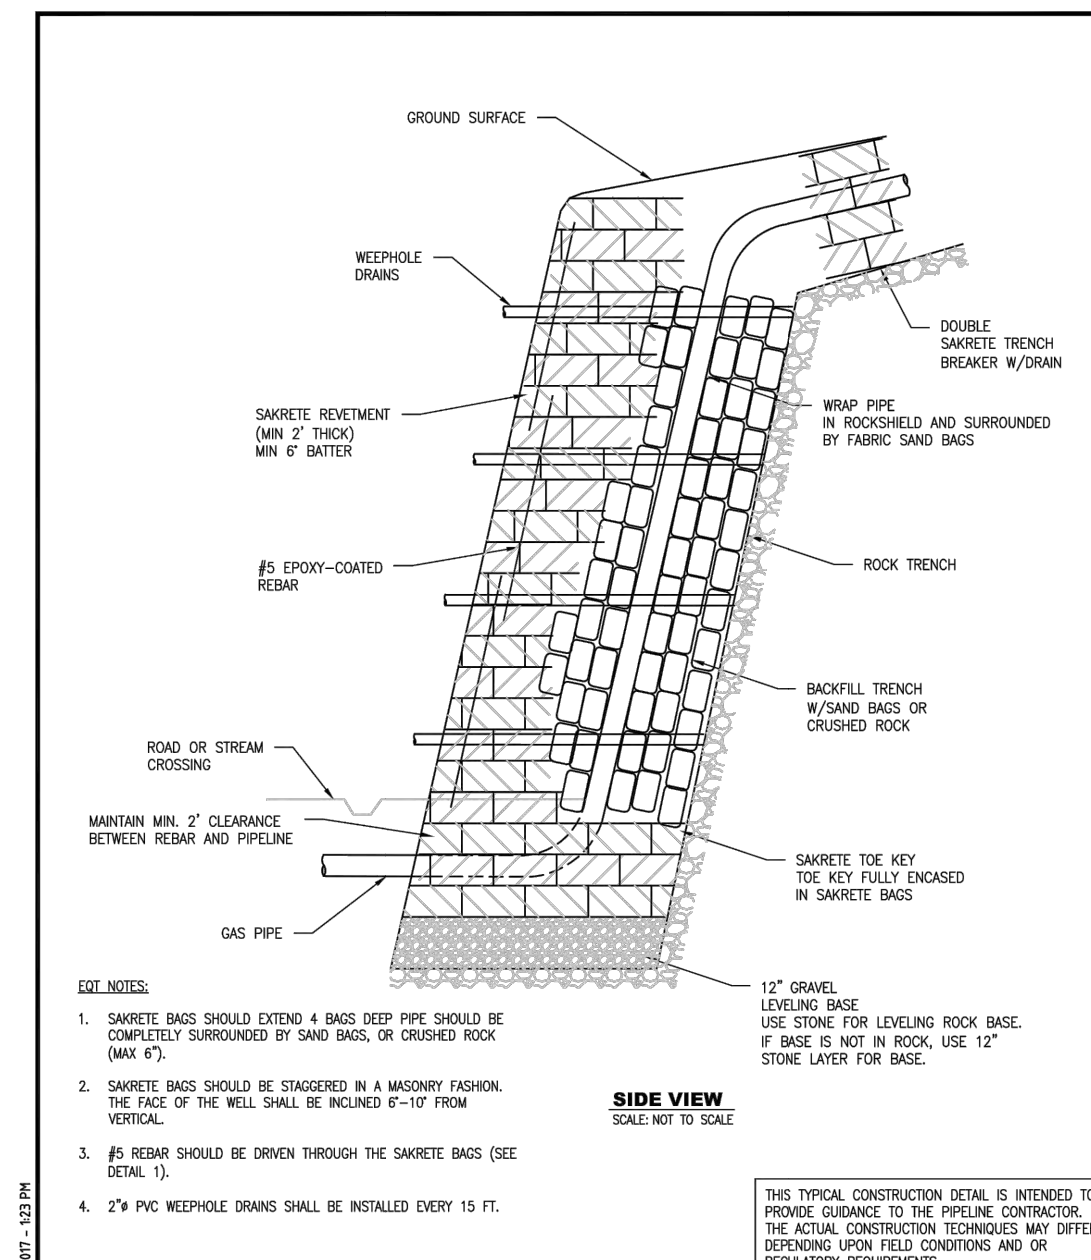 GROUND SURFACE
WEEPHOLE
DRAINS
DOUBLE
SAKRETE TRENCH
BREAKER W/DRAIN
SAKRETE REVETMENT
(MIN 2' THICK)
MIN 6° BATTER
WRAP PIPE
IN ROCKSHIELD AND SURROUNDED
BY FABRIC SAND BAGS
#5 EPOXY-COATED
REBAR
ROCK TRENCH
BACKFILL TRENCH
W/SAND BAGS OR
CRUSHED ROCK
ROAD OR STREAM
CROSSING
MAINTAIN MIN. 2' CLEARANCE
BETWEEN REBAR AND PIPELINE
SAKRETE TOE KEY
TOE KEY FULLY ENCASED
IN SAKRETE BAGS
GAS PIPE
12" GRAVEL
LEVELING BASE
USE STONE FOR LEVELING ROCK BASE.
IF BASE IS NOT IN ROCK, USE 12"
STONE LAYER FOR BASE.
EQT NOTES:
1. SAKRETE BAGS SHOULD EXTEND 4 BAGS DEEP PIPE SHOULD BE
COMPLETELY SURROUNDED BY SAND BAGS, OR CRUSHED ROCK
(MAX 6").
2. SAKRETE BAGS SHOULD BE STAGGERED IN A MASONRY FASHION.
THE FACE OF THE WELL SHALL BE INCLINED 6°-10° FROM
VERTICAL.
3. #5 REBAR SHOULD BE DRIVEN THROUGH THE SAKRETE BAGS (SEE
DETAIL 1).
4. 2"ø PVC WEEPHOLE DRAINS SHALL BE INSTALLED EVERY 15 FT.
SIDE VIEW
SCALE: NOT TO SCALE
THIS TYPICAL CONSTRUCTION DETAIL IS INTENDED TO
PROVIDE GUIDANCE TO THE PIPELINE CONTRACTOR.
THE ACTUAL CONSTRUCTION TECHNIQUES MAY DIFFE
DEPENDING UPON FIELD CONDITIONS AND OR
REGULATORY REQUIREMENTS
017 - 1:23 PM